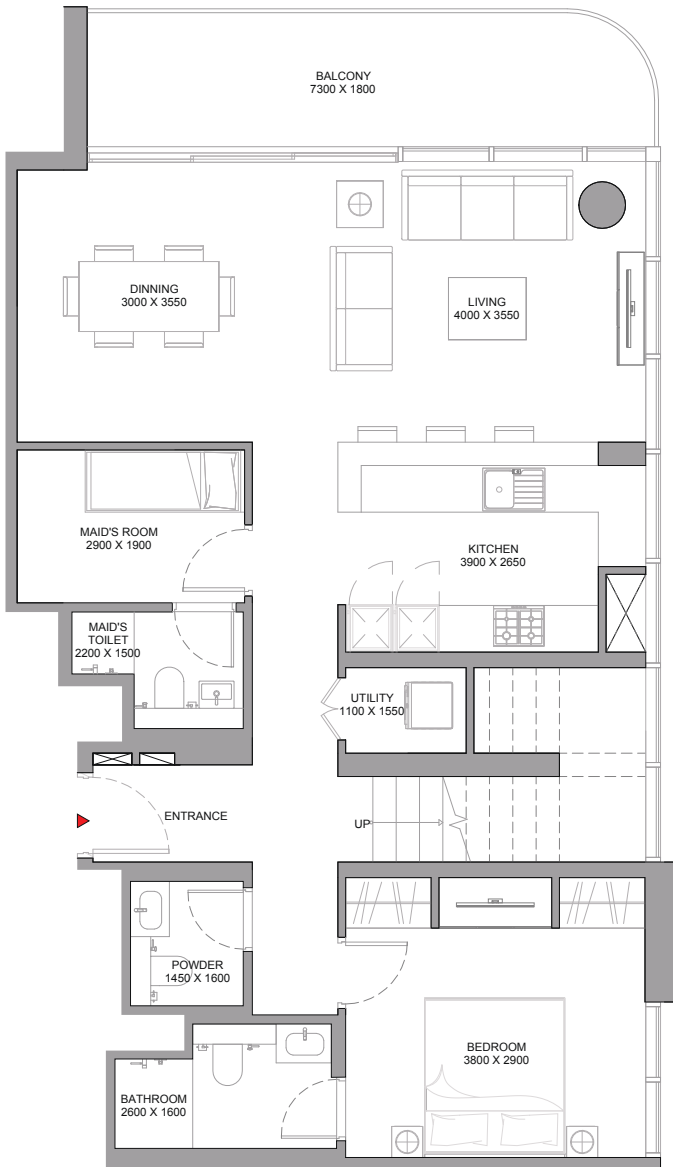 BALCONY
7300 X 1800
DINNING
3000 X 3550
LIVING
4000 X 3550
MAID'S ROOM
2900 X 1900
KITCHEN
3900 X 2650
MAID'S
TOILET
2200 X 1500
UTILITY
1100 X 1550
ENTRANCE
UP
POWDER
1450 X 1600
BEDROOM
3800 X 2900
BATHROOM
2600 X 1600